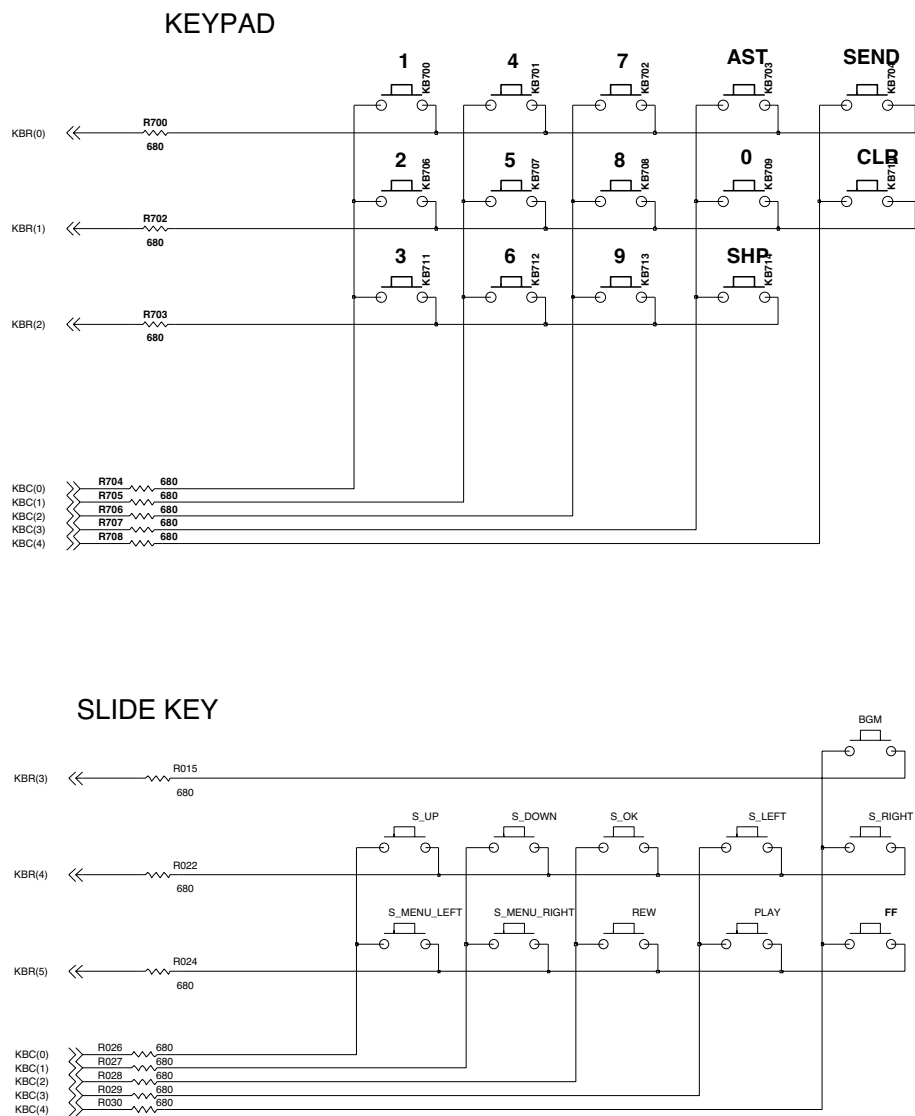 KEYPAD
1 4 7 AST SEND
KB700 KB701 KB702 KB703 KB704
KBR(0) R700
680
2 5 8 0 CLR
KB706 KB707 KB708 KB709
KBR(1) R702
680
3 6 9 SHP
KB711 KB712 KB713 KB714
KBR(2) R703
680
KBC(0) R704 680
KBC(1) R705 680
KBC(2) R706 680
KBC(3) R707 680
KBC(4) R708 680
SLIDE KEY
BGM
KBR(3) R015
680
S_UP S_DOWN S_OK S_LEFT S_RIGHT
KBR(4) R022
680
S_MENU_LEFT S_MENU_RIGHT REW PLAY FF
KBR(5) R024
680
KBC(0) R026 680
KBC(1) R027 680
KBC(2) R028 680
KBC(3) R029 680
KBC(4) R030 680